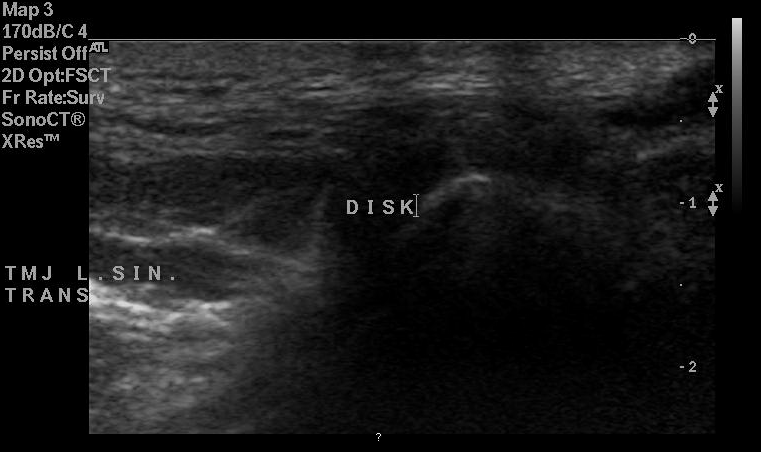 Map 3
170dB/C 4
Persist Off
2D Opt:FSCT
Fr Rate:Surv
SonoCT®
XRes™
ATL
0
x
x
-1
DISK
TMJ L.SIN.
TRANS
-2
?